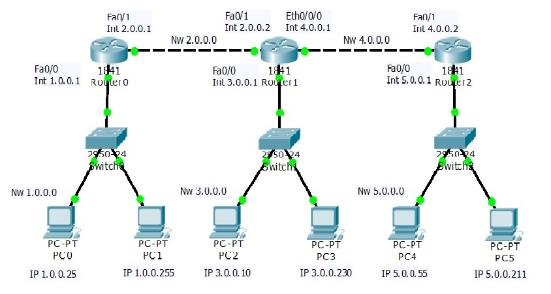 Fa0/1
Int 2.0.0.1
Nw 2.0.0.0
Fa0/1
Int 2.0.0.2
Eth0/0/0
Int 4.0.0.1
Nw 4.0.0.0
Fa0/1
Int 4.0.0.2
Fa0/0
Int 1.0.0.1
1841
Router0
Fa0/0
Int 3.0.0.1
1841
Router1
Fa0/0
Int 5.0.0.1
1841
Router2
2950-24
2950-24
2950-24
Nw 1.0.0.0
Nw 3.0.0.0
Nw 5.0.0.0
PC-PT
PC0
PC-PT
PC1
PC-PT
PC2
PC-PT
PC3
PC-PT
PC4
PC-PT
PC5
IP 1.0.0.25
IP 1.0.0.255
IP 3.0.0.10
IP 3.0.0.230
IP 5.0.0.55
IP 5.0.0.211